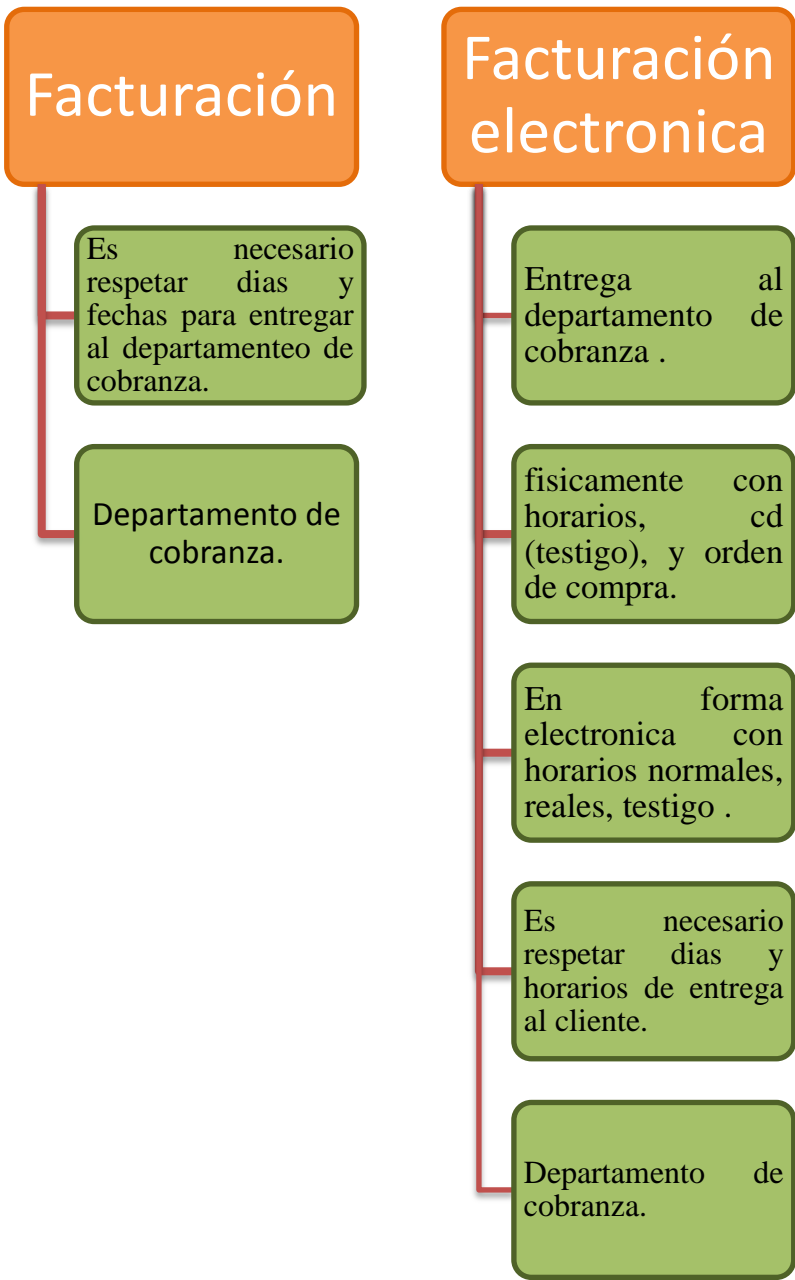 Facturación
Es necesario
respetar dias y
fechas para entregar
al departamenteo de
cobranza.
Departamento de
cobranza.
Facturación
electronica
Entrega al
departamento de
cobranza .
fisicamente con
horarios, cd
(testigo), y orden
de compra.
En forma
electronica con
horarios normales,
reales, testigo .
Es necesario
respetar dias y
horarios de entrega
al cliente.
Departamento de
cobranza.